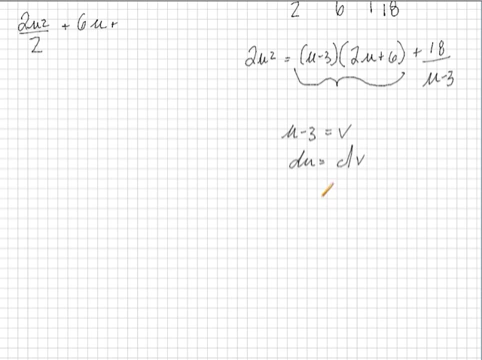 2 6 | 18
2u²/2 + 6u +
2u² = (u-3)(2u+6) + 18/(u-3)
u-3 = v
du = dv